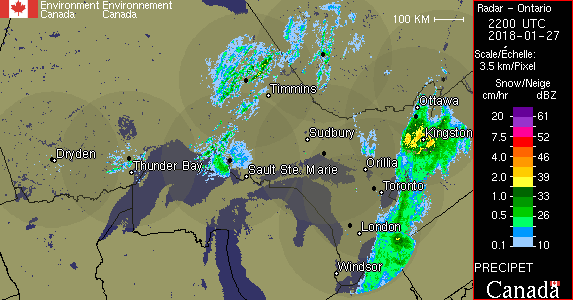 Environment Environnement
Canada Canada
100 KM
Timmins
Ottawa
Sudbury
Kingston
Dryden
Thunder Bay
Sault Ste. Marie
Orillia
Toronto
London
Windsor
Radar - Ontario
2200 UTC
2018-01-27
Scale/Échelle:
3.5 km/Pixel
Snow/Neige
cm/hr dBZ
20 61
7.5 52
4.0 46
2.0 39
1.0 33
0.5 26
0.1 10
PRECIPET
Canada